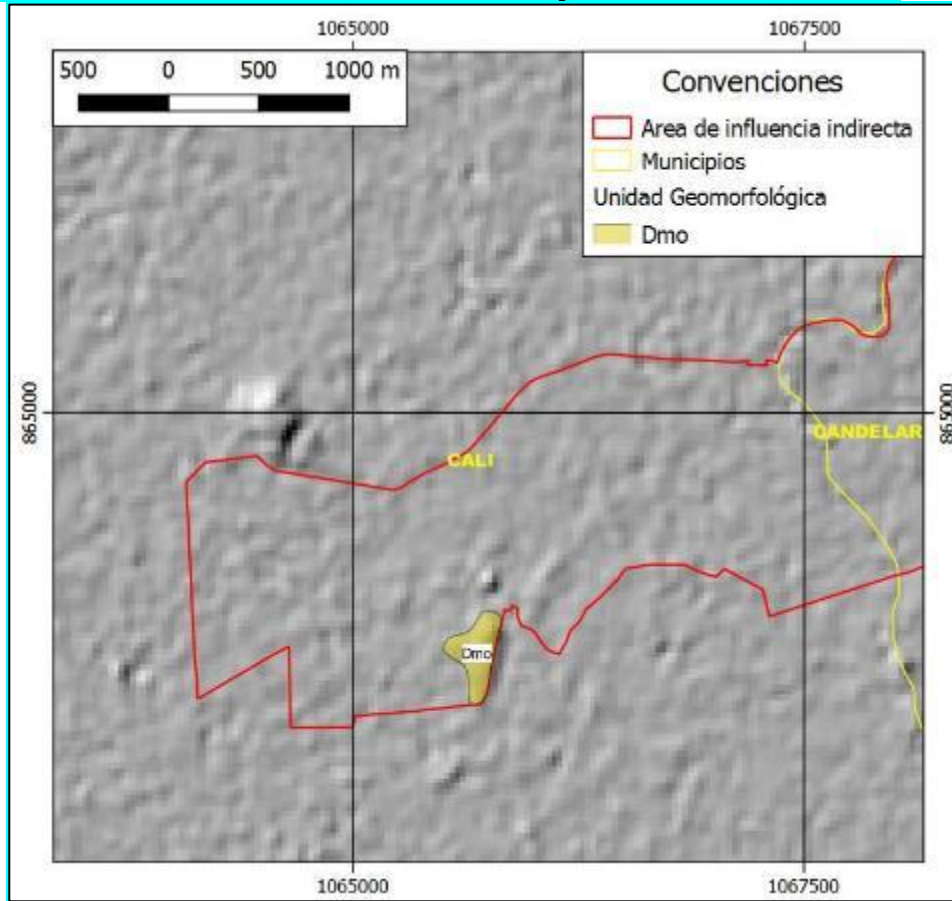 1065000
1067500
500 0 500 1000 m
Convenciones
Area de influencia indirecta
Municipios
Unidad Geomorfológica
Dmo
865000
865000
CANDELAR
CALI
Dmo
1065000
1067500